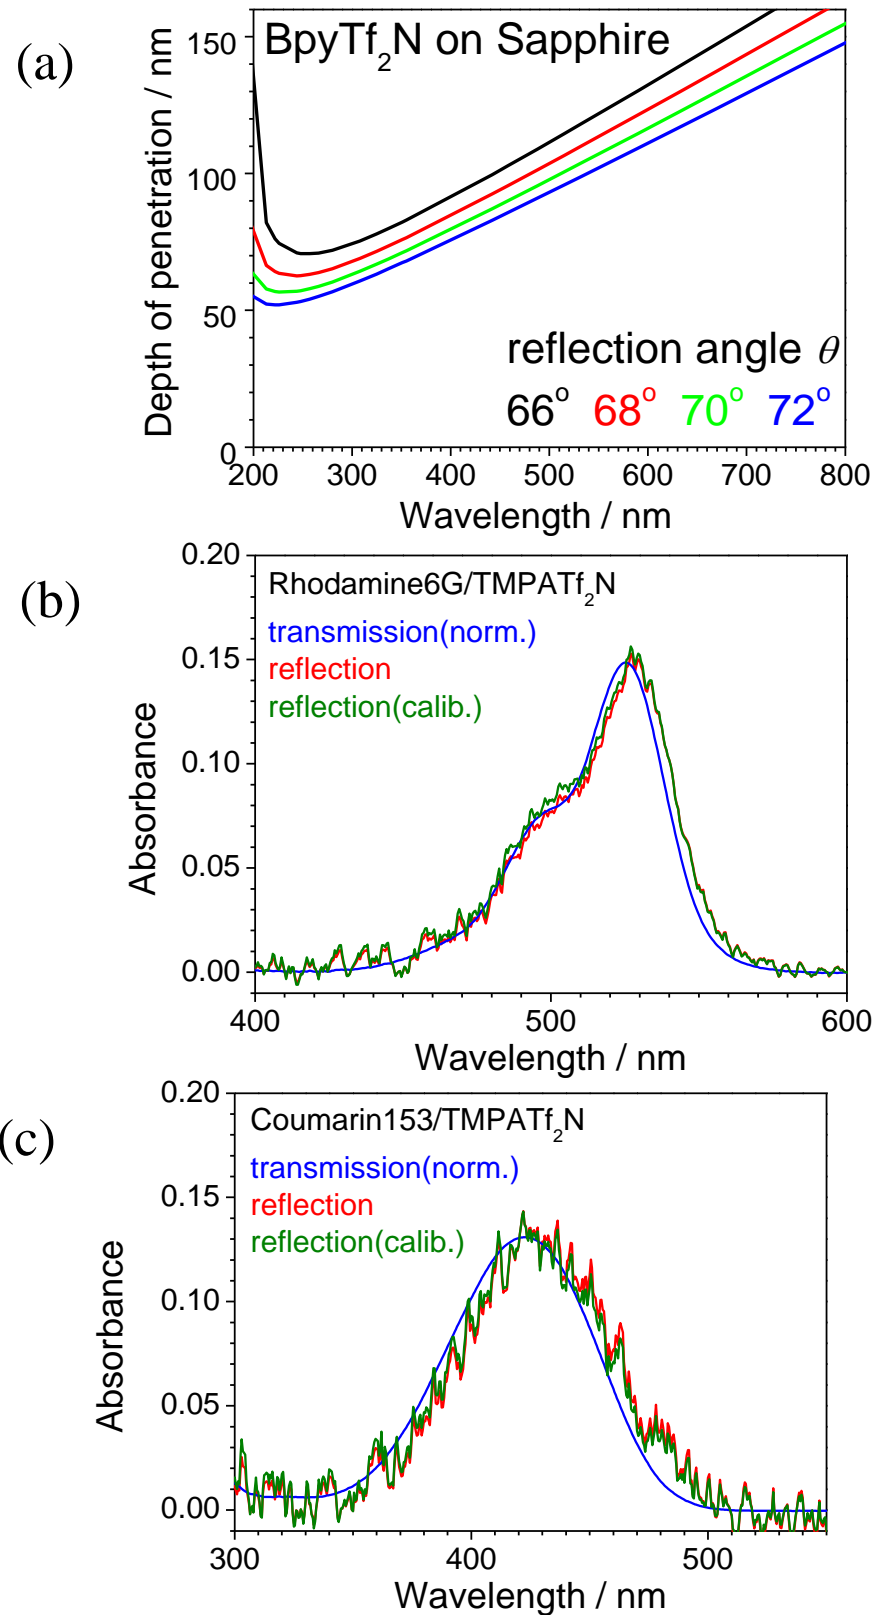 (a)
BpyTf₂N on Sapphire
Depth of penetration / nm
150
100
50
0
reflection angle θ
66° 68° 70° 72°
200 300 400 500 600 700 800
Wavelength / nm
(b)
Rhodamine6G/TMPATf₂N
transmission(norm.)
reflection
reflection(calib.)
Absorbance
0.20
0.15
0.10
0.05
0.00
400 500 600
Wavelength / nm
(c)
Coumarin153/TMPATf₂N
transmission(norm.)
reflection
reflection(calib.)
Absorbance
0.20
0.15
0.10
0.05
0.00
300 400 500
Wavelength / nm